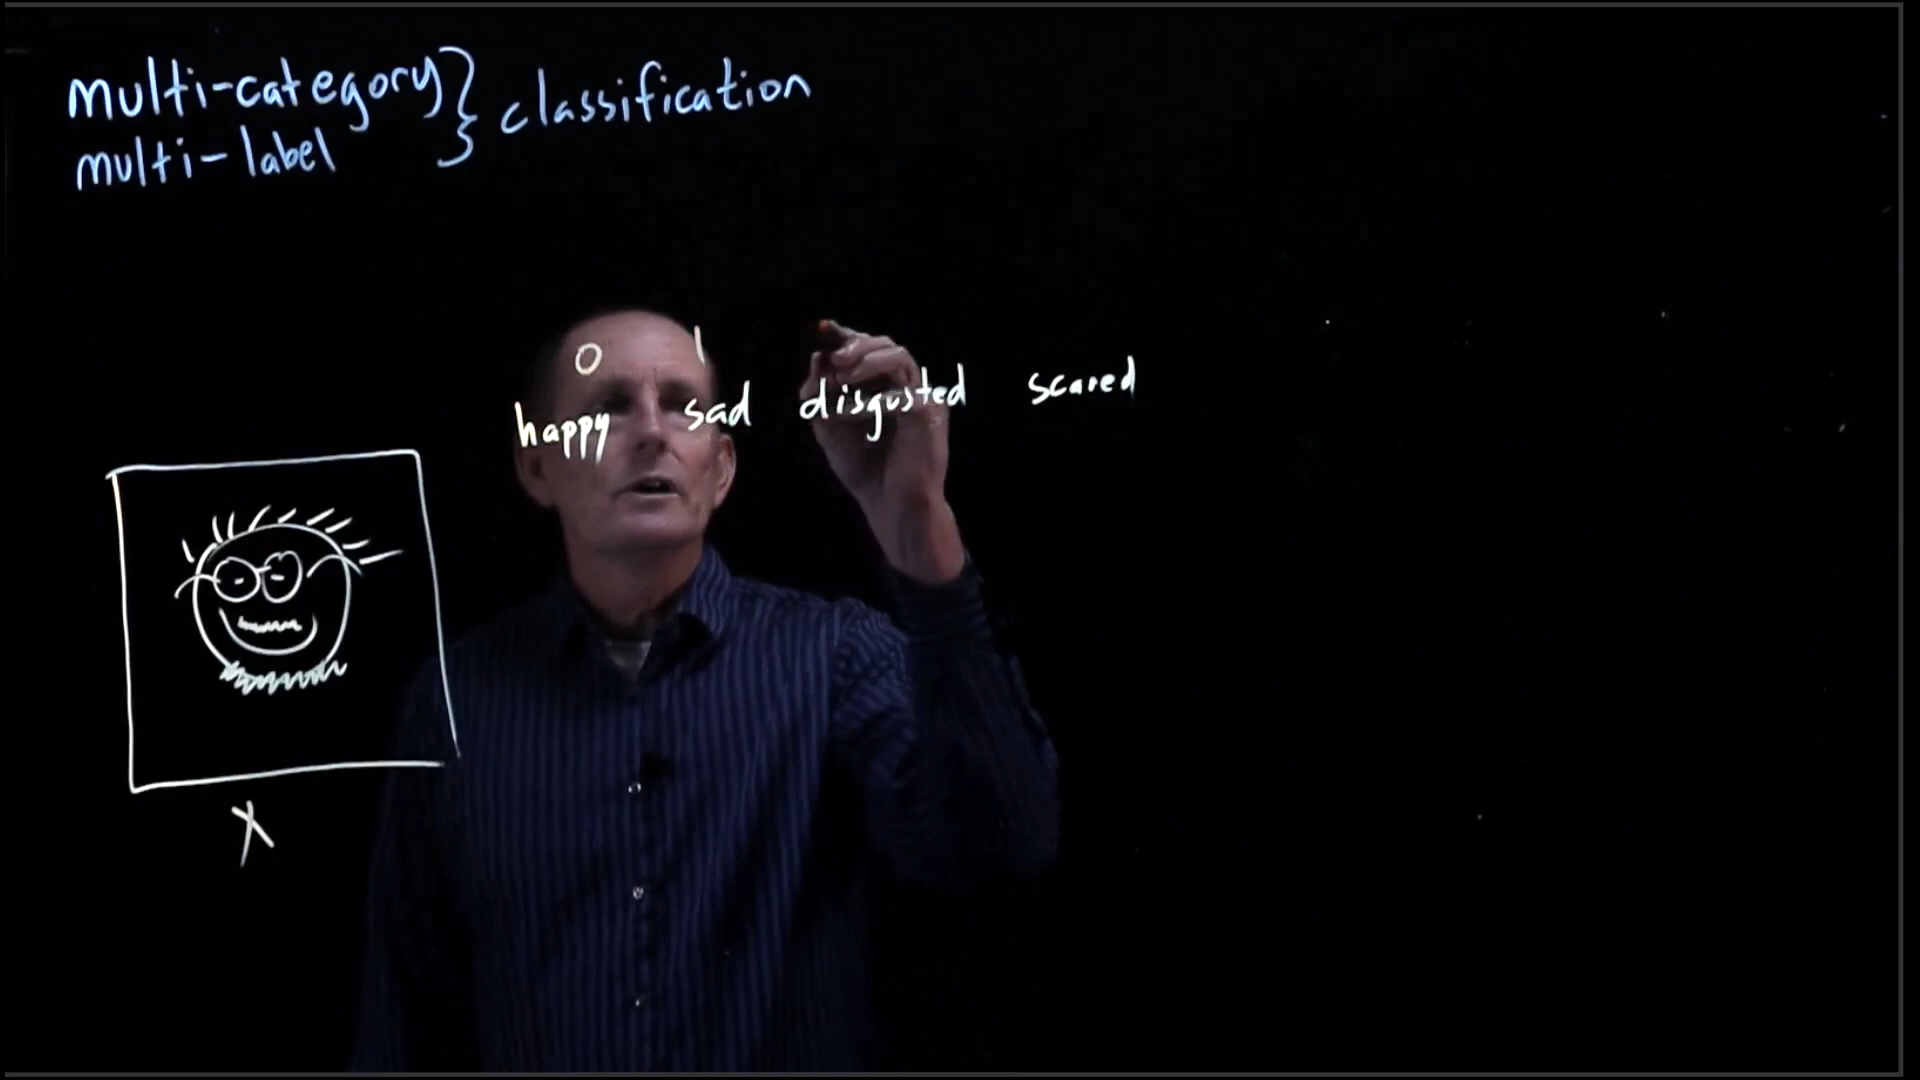 multi-category } classification
multi-label
0 1
happy sad disgusted scared
X